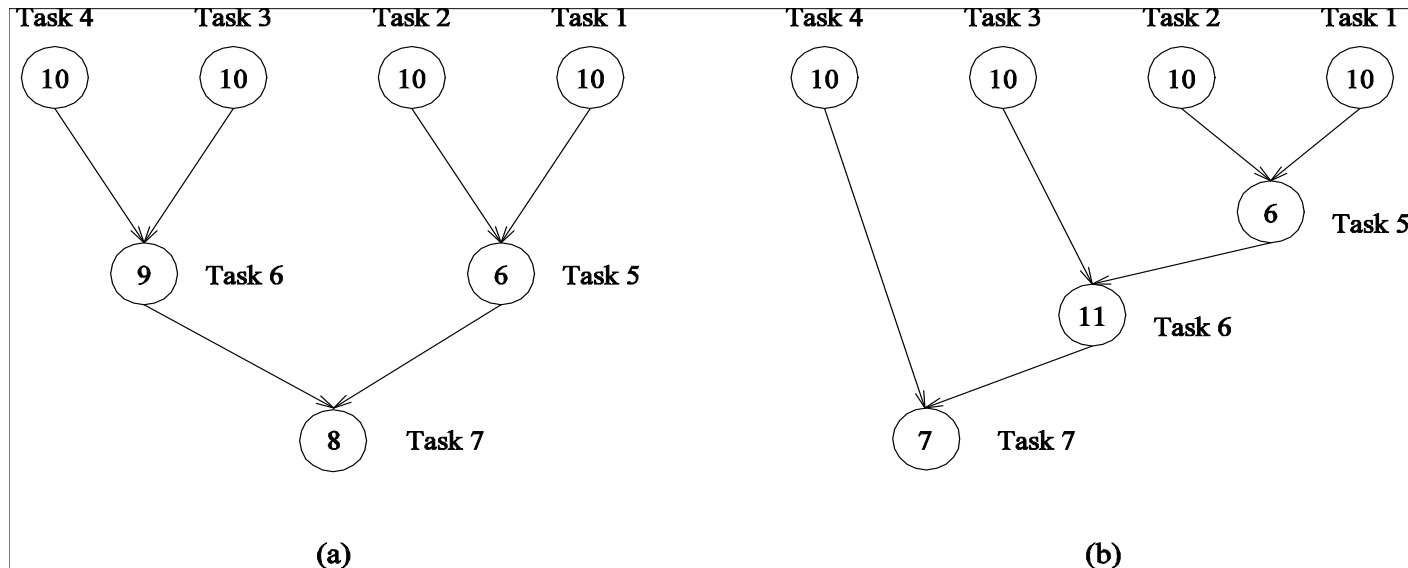 Task 4 Task 3 Task 2 Task 1 Task 4 Task 3 Task 2 Task 1
10 10 10 10 10 10 10 10
6 Task 5
9 Task 6 6 Task 5
11 Task 6
8 Task 7 7 Task 7
(a) (b)